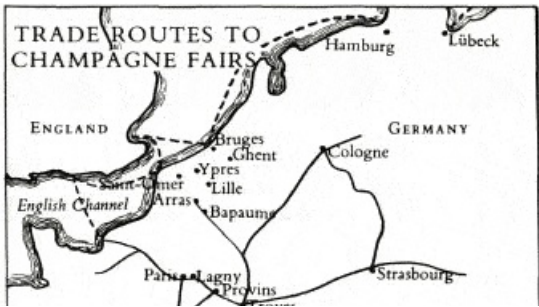 TRADE ROUTES TO
CHAMPAGNE FAIRS
Hamburg
Lübeck
ENGLAND
GERMANY
Bruges
Ghent
Cologne
Ypres
Saint-Omer
Lille
English Channel
Arras
Bapaume
Paris
Lagny
Strasbourg
Provins
Troyes